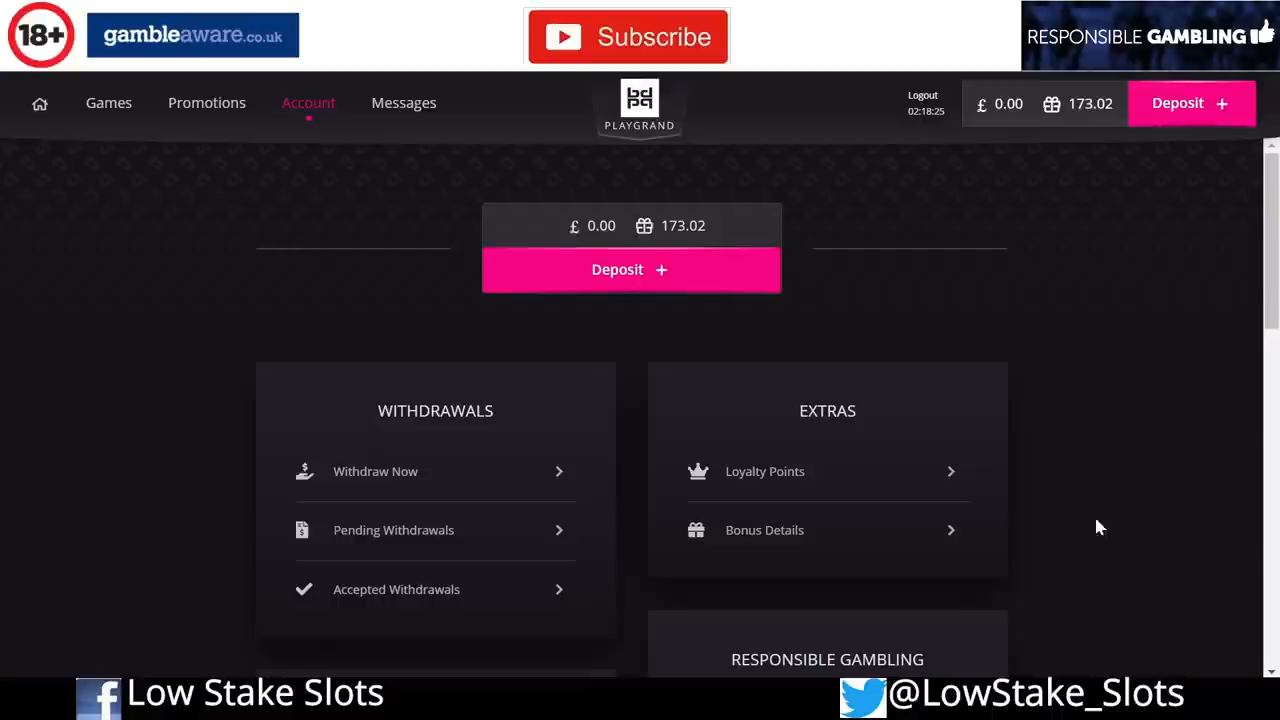 18+
gambleaware.co.uk
Subscribe
RESPONSIBLE GAMBLING
Games
Promotions
Account
Messages
PLAYGRAND
Logout
02:18:25
£ 0.00 173.02
Deposit +
£ 0.00 173.02
Deposit +
WITHDRAWALS
Withdraw Now
Pending Withdrawals
Accepted Withdrawals
EXTRAS
Loyalty Points
Bonus Details
RESPONSIBLE GAMBLING
f Low Stake Slots
@LowStake_Slots